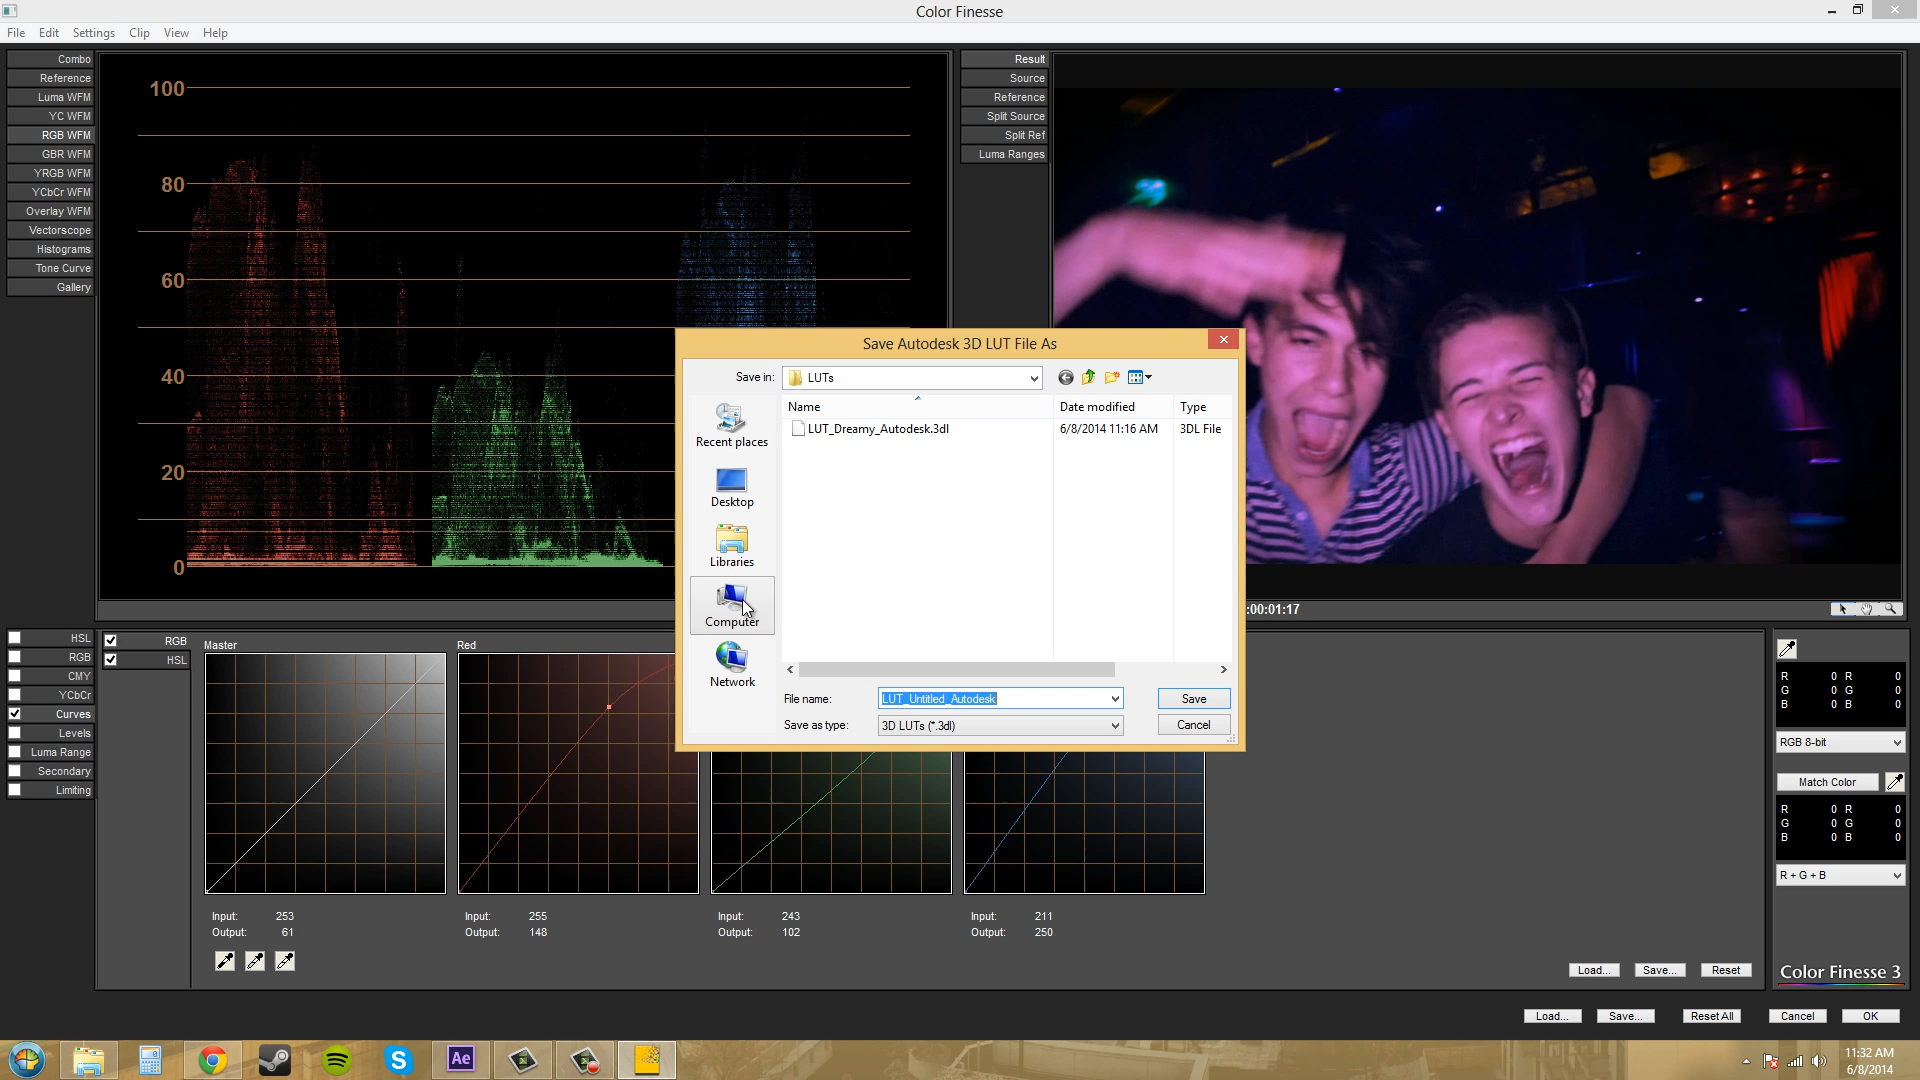 Color Finesse
File Edit Settings Clip View Help
Combo
Reference
Luma WFM
YC WFM
RGB WFM
GBR WFM
YRGB WFM
YCbCr WFM
Overlay WFM
Vectorscope
Histograms
Tone Curve
Gallery
100
80
60
40
20
0
Result
Source
Reference
Split Source
Split Ref
Luma Ranges
:00:01:17
Save Autodesk 3D LUT File As
Save in: LUTs
Name Date modified Type
LUT_Dreamy_Autodesk.3dl 6/8/2014 11:16 AM 3DL File
Recent places
Desktop
Libraries
Computer
Network
File name: LUT_Untitled_Autodesk Save
Save as type: 3D LUTs (*.3dl) Cancel
HSL
RGB
CMY
YCbCr
Curves
Levels
Luma Range
Secondary
Limiting
RGB
HSL
Master
Red
Input: 253
Output: 61
Input: 255
Output: 148
Input: 243
Output: 102
Input: 211
Output: 250
Load... Save... Reset
R 0 R 0
G 0 G 0
B 0 B 0
RGB 8-bit
Match Color
R 0 R 0
G 0 G 0
B 0 B 0
R + G + B
Color Finesse 3
Load... Save... Reset All Cancel OK
Ae
11:32 AM
6/8/2014